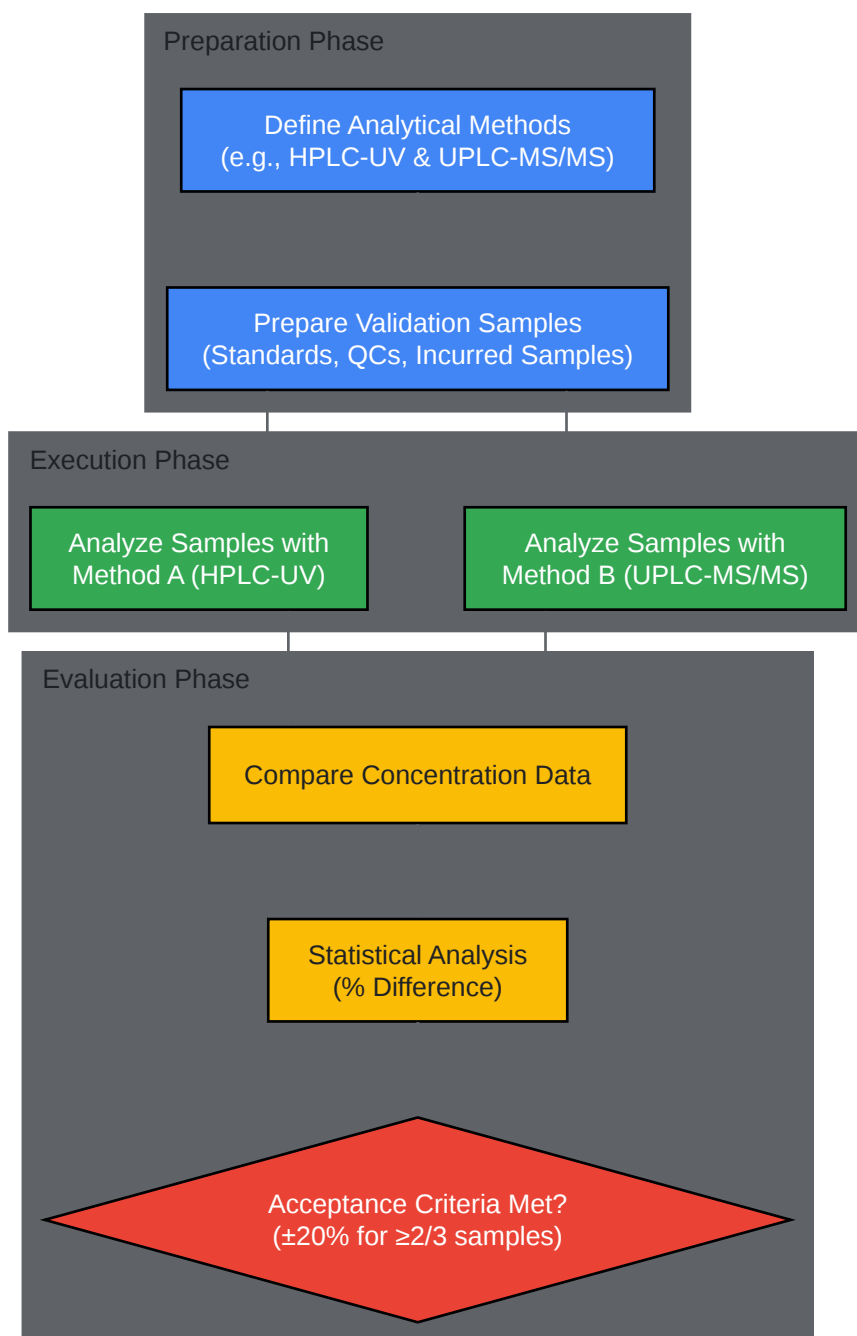 Preparation Phase
Define Analytical Methods
(e.g., HPLC-UV & UPLC-MS/MS)
Prepare Validation Samples
(Standards, QCs, Incurred Samples)
Execution Phase
Analyze Samples with
Method A (HPLC-UV)
Analyze Samples with
Method B (UPLC-MS/MS)
Evaluation Phase
Compare Concentration Data
Statistical Analysis
(% Difference)
Acceptance Criteria Met?
(±20% for ≥2/3 samples)